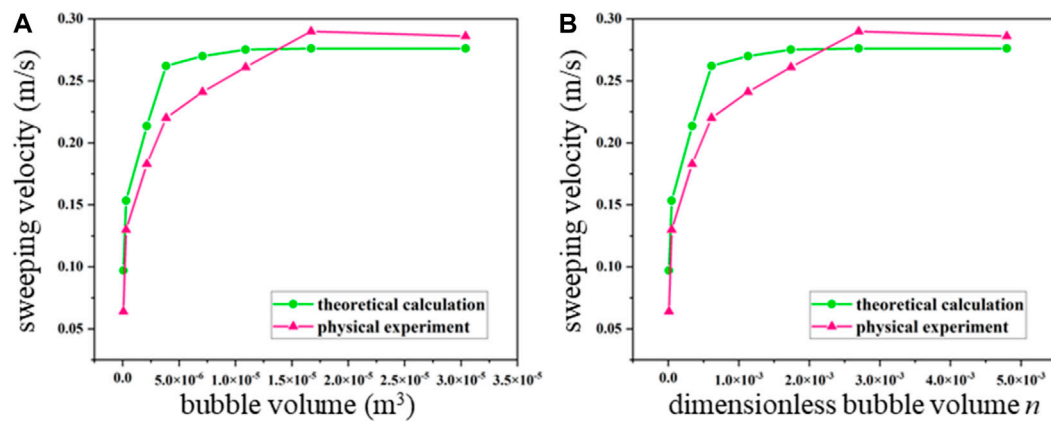 A
sweeping velocity (m/s)
0.30
0.25
0.20
0.15
0.10
0.05
theoretical calculation
physical experiment
0.0 5.0×10⁻⁶ 1.0×10⁻⁵ 1.5×10⁻⁵ 2.0×10⁻⁵ 2.5×10⁻⁵ 3.0×10⁻⁵ 3.5×10⁻⁵
bubble volume (m³)
B
sweeping velocity (m/s)
0.30
0.25
0.20
0.15
0.10
0.05
theoretical calculation
physical experiment
0.0 1.0×10⁻³ 2.0×10⁻³ 3.0×10⁻³ 4.0×10⁻³ 5.0×10⁻³
dimensionless bubble volume n